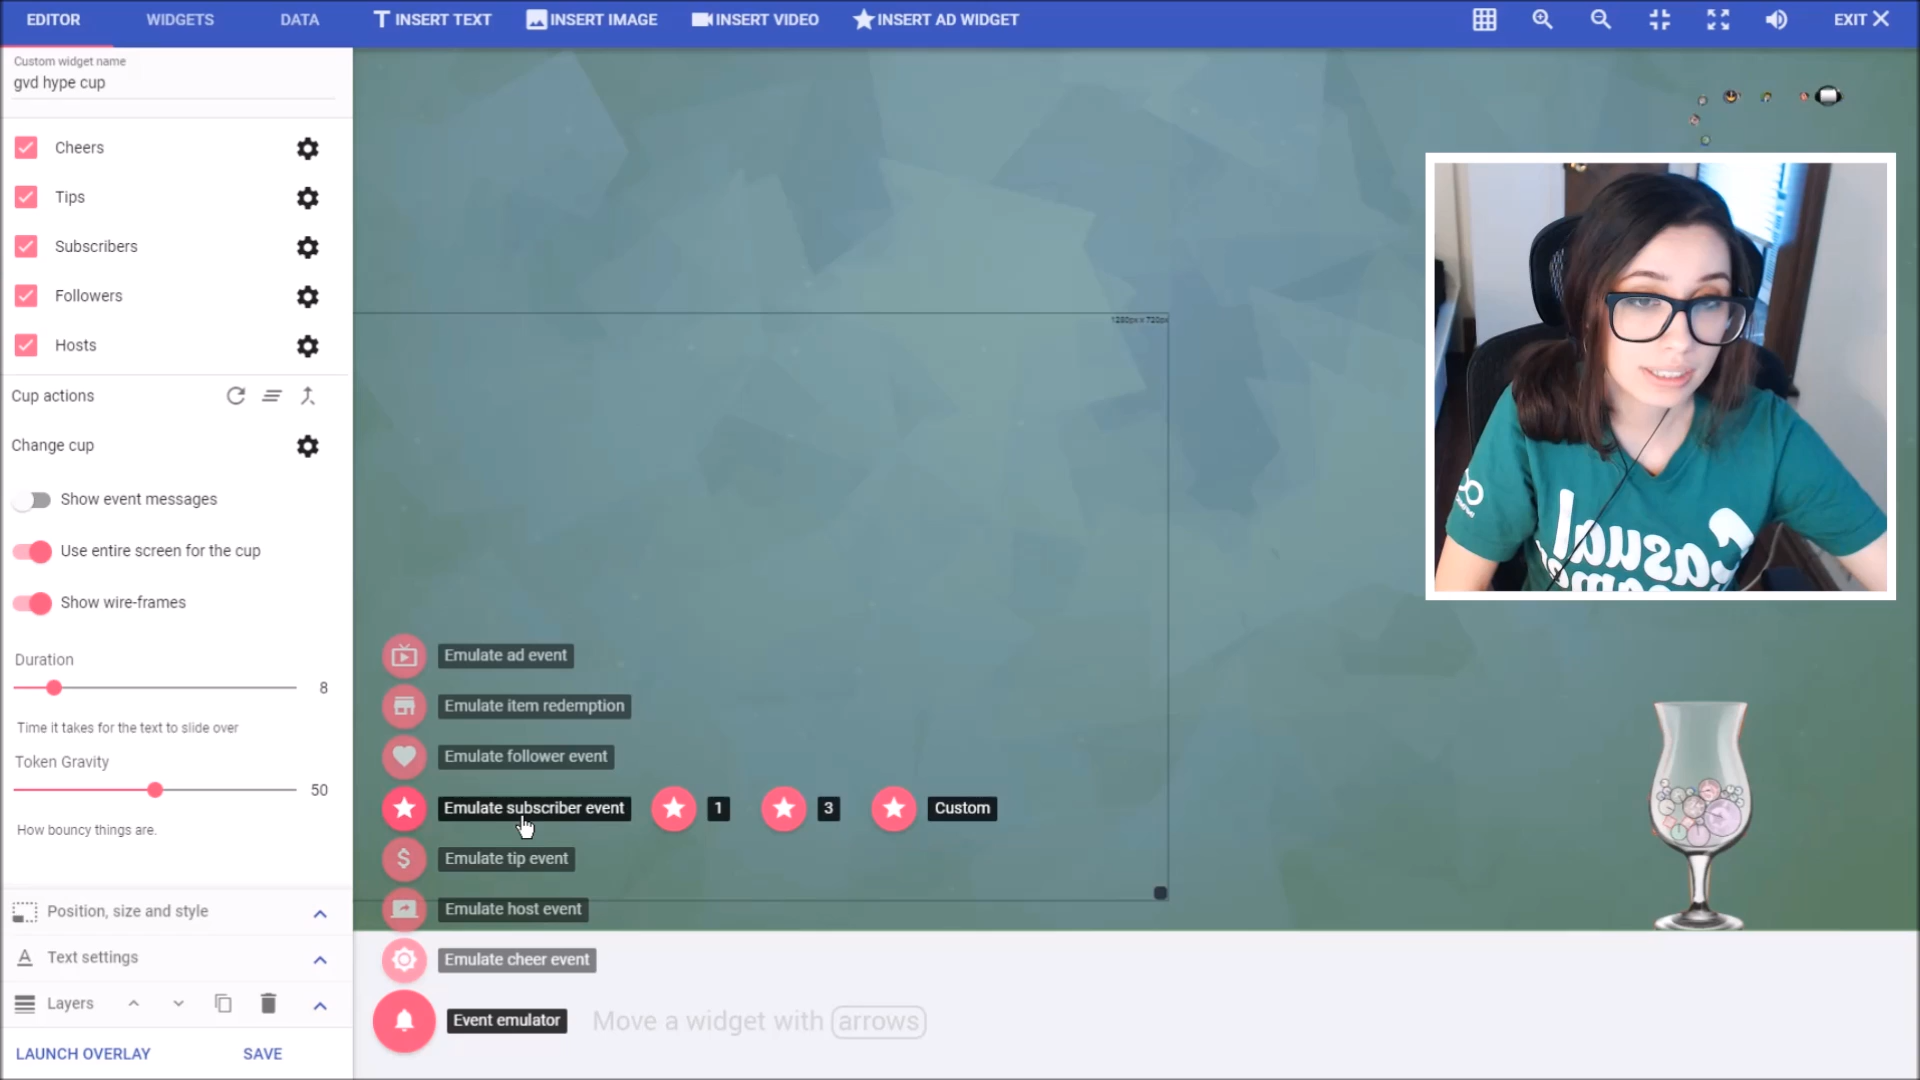 EDITOR
WIDGETS
DATA
INSERT TEXT
INSERT IMAGE
INSERT VIDEO
INSERT AD WIDGET
EXIT
Custom widget name
gvd hype cup
Cheers
Tips
Subscribers
Followers
Hosts
Cup actions
Change cup
Show event messages
Use entire screen for the cup
Show wire-frames
Duration
8
Time it takes for the text to slide over
Token Gravity
50
How bouncy things are.
Position, size and style
Text settings
Layers
LAUNCH OVERLAY
SAVE
1280px x 720px
Emulate ad event
Emulate item redemption
Emulate follower event
Emulate subscriber event
1
3
Custom
Emulate tip event
Emulate host event
Emulate cheer event
Event emulator
Move a widget with arrows
Casual